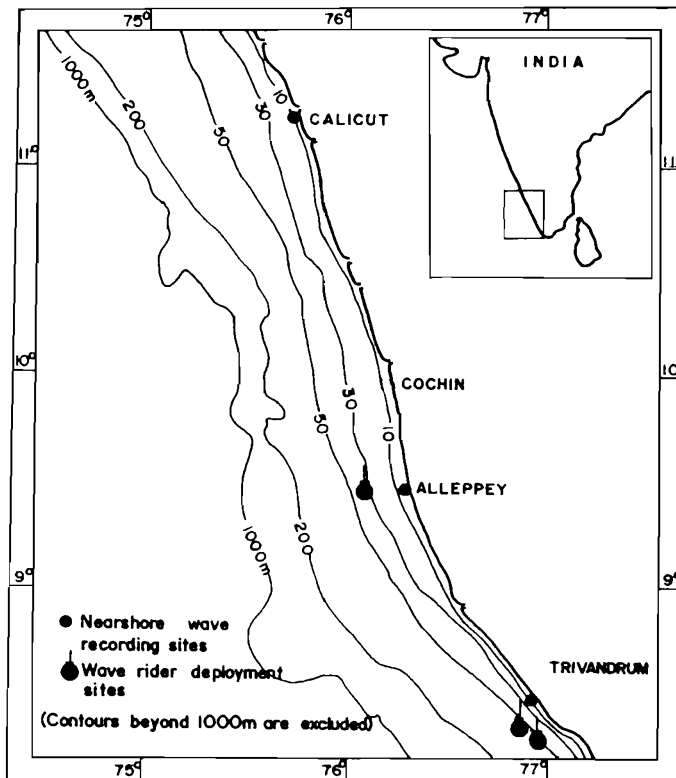 75° 76° 77°
INDIA
1000m
200
50
30
10
CALICUT
11° 11
10° 10
COCHIN
30
50
10
ALLEPPEY
1000m
200
9° 9°
Nearshore wave
recording sites
Wave rider deployment
sites
(Contours beyond 1000m are excluded)
TRIVANDRUM
75° 76° 77°